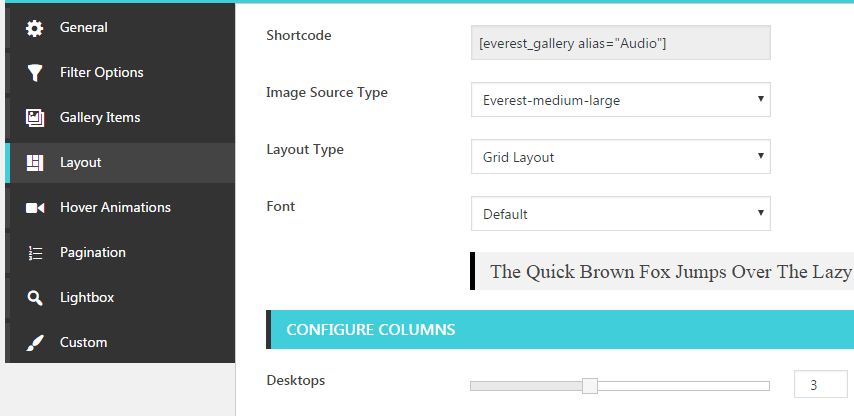 General
Filter Options
Gallery Items
Layout
Hover Animations
Pagination
Lightbox
Custom
Shortcode
[everest_gallery alias="Audio"]
Image Source Type
Everest-medium-large
Layout Type
Grid Layout
Font
Default
The Quick Brown Fox Jumps Over The Lazy
CONFIGURE COLUMNS
Desktops
3